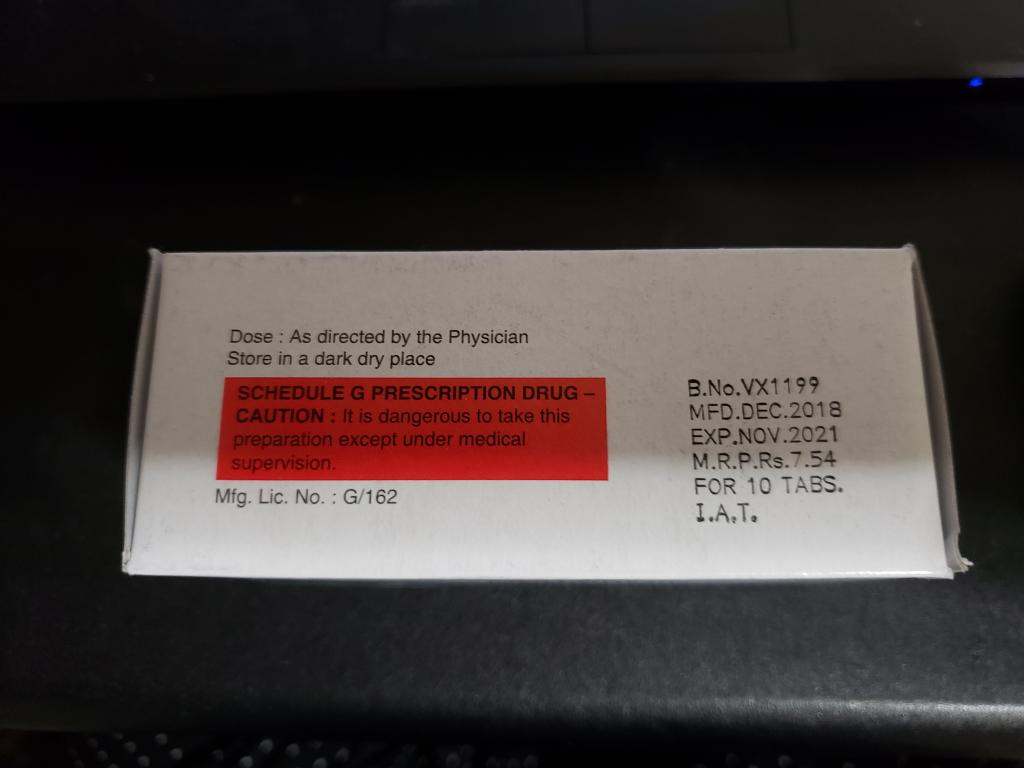 Dose : As directed by the Physician
Store in a dark dry place
SCHEDULE G PRESCRIPTION DRUG –
CAUTION : It is dangerous to take this
preparation except under medical
supervision.
Mfg. Lic. No. : G/162
B.No.VX1199
MFD.DEC.2018
EXP.NOV.2021
M.R.P.Rs.7.54
FOR 10 TABS.
I.A.T.